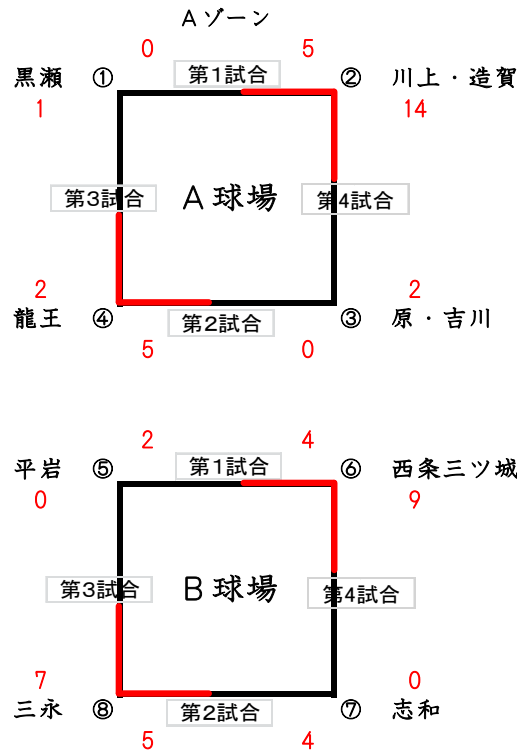 Aゾーン
0 5
第1試合
黒瀬 ① ② 川上・造賀
1 14
第3試合 A球場 第4試合
2 2
龍王 ④ ③ 原・吉川
第2試合
5 0
2 4
第1試合
平岩 ⑤ ⑥ 西条三ツ城
0 9
第3試合 B球場 第4試合
7 0
三永 ⑧ ⑦ 志和
第2試合
5 4